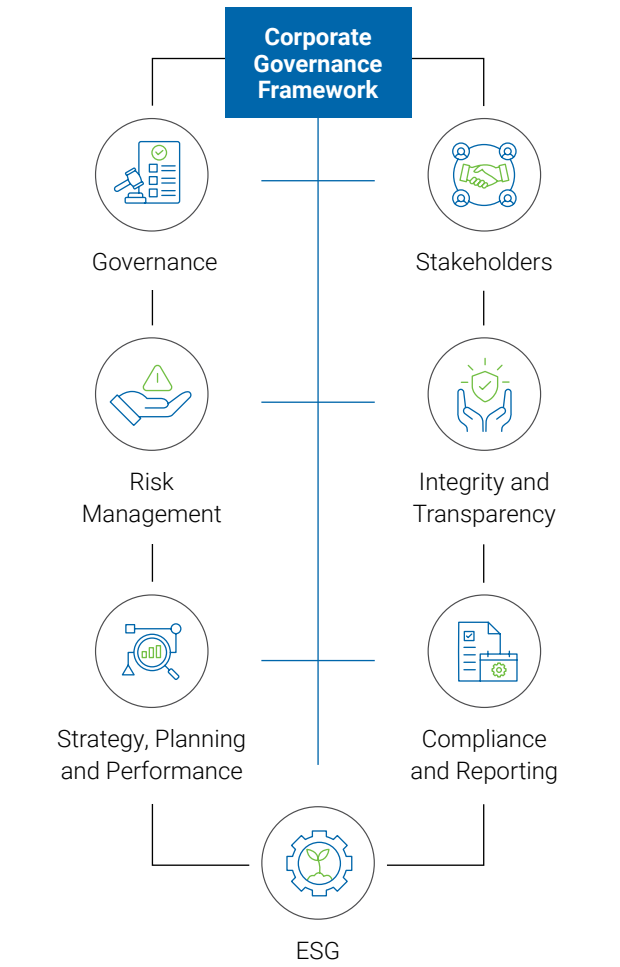 Corporate
Governance
Framework
Governance
Stakeholders
Risk
Management
Integrity and
Transparency
Strategy, Planning
and Performance
Compliance
and Reporting
ESG